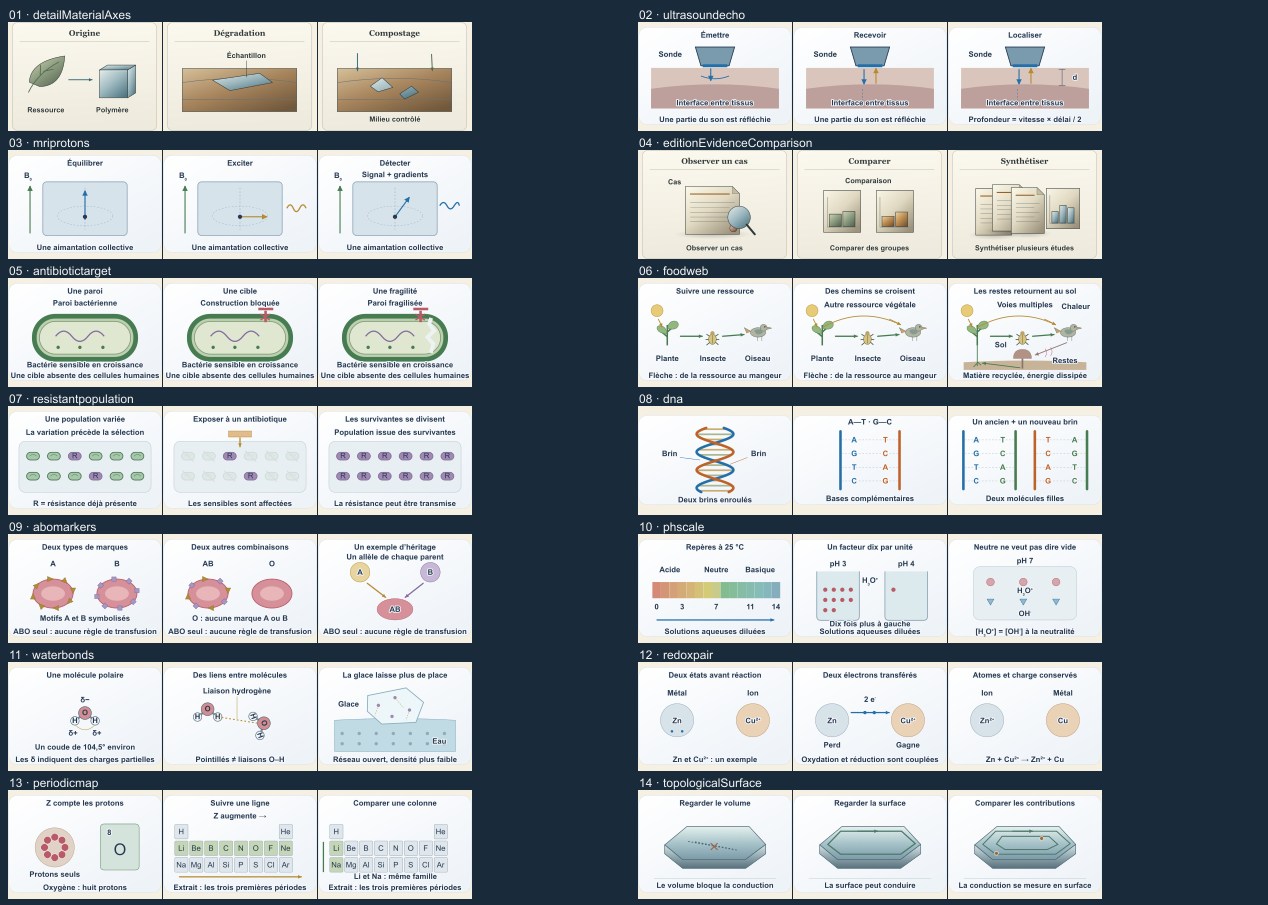 01 · detailMaterialAxes
Origine
Ressource
Polymère
Dégradation
Échantillon
Compostage
Milieu contrôlé
02 · ultrasoundecho
Émettre
Sonde
Interface entre tissus
Une partie du son est réfléchie
Recevoir
Sonde
Interface entre tissus
Une partie du son est réfléchie
Localiser
Sonde
d
Interface entre tissus
Profondeur = vitesse × délai / 2
03 · mriprotons
Équilibrer
B₀
Une aimantation collective
Exciter
B₀
Une aimantation collective
Détecter
Signal + gradients
B₀
Une aimantation collective
04 · editionEvidenceComparison
Observer un cas
Cas
Observer un cas
Comparer
Comparaison
Comparer des groupes
Synthétiser
Synthétiser plusieurs études
05 · antibiotictarget
Une paroi
Paroi bactérienne
Bactérie sensible en croissance
Une cible absente des cellules humaines
Une cible
Construction bloquée
Bactérie sensible en croissance
Une cible absente des cellules humaines
Une fragilité
Paroi fragilisée
Bactérie sensible en croissance
Une cible absente des cellules humaines
06 · foodweb
Suivre une ressource
Plante Insecte Oiseau
Flèche : de la ressource au mangeur
Des chemins se croisent
Autre ressource végétale
Plante Insecte Oiseau
Flèche : de la ressource au mangeur
Les restes retournent au sol
Voies multiples
Chaleur
Sol
Restes
Matière recyclée, énergie dissipée
07 · resistantpopulation
Une population variée
La variation précède la sélection
R
R
R = résistance déjà présente
Exposer à un antibiotique
R
R
Les sensibles sont affectées
Les survivantes se divisent
Population issue des survivantes
R R R R R R
R R R R R R
La résistance peut être transmise
08 · dna
Brin
Brin
Deux brins enroulés
A—T · G—C
A T
G C
T A
C G
Bases complémentaires
Un ancien + un nouveau brin
A T T A
G C C G
T A A T
C G G C
Deux molécules filles
09 · abomarkers
Deux types de marques
A B
Motifs A et B symbolisés
ABO seul : aucune règle de transfusion
Deux autres combinaisons
AB O
O : aucune marque A ou B
ABO seul : aucune règle de transfusion
Un exemple d’héritage
Un allèle de chaque parent
A B
AB
ABO seul : aucune règle de transfusion
10 · phscale
Repères à 25 °C
Acide Neutre Basique
0 3 7 11 14
Solutions aqueuses diluées
Un facteur dix par unité
pH 3 pH 4
H₃O⁺
Dix fois plus à gauche
Solutions aqueuses diluées
Neutre ne veut pas dire vide
pH 7
H₃O⁺
OH⁻
[H₃O⁺] = [OH⁻] à la neutralité
11 · waterbonds
Une molécule polaire
δ−
O
H H
δ+ δ+
Un coude de 104,5° environ
Les δ indiquent des charges partielles
Des liens entre molécules
Liaison hydrogène
O
H H
H
O
H
Pointillés ≠ liaisons O–H
La glace laisse plus de place
Glace
Eau
Réseau ouvert, densité plus faible
12 · redoxpair
Deux états avant réaction
Métal Ion
Zn Cu²⁺
Zn et Cu²⁺ : un exemple
Deux électrons transférés
2 e⁻
Zn Cu²⁺
Perd Gagne
Oxydation et réduction sont couplées
Atomes et charge conservés
Ion Métal
Zn²⁺ Cu
Zn + Cu²⁺ → Zn²⁺ + Cu
13 · periodicmap
Z compte les protons
8
O
Protons seuls
Oxygène : huit protons
Suivre une ligne
Z augmente →
H He
Li Be B C N O F Ne
Na Mg Al Si P S Cl Ar
Extrait : les trois premières périodes
Comparer une colonne
H He
Li Be B C N O F Ne
Na Mg Al Si P S Cl Ar
Li et Na : même famille
Extrait : les trois premières périodes
14 · topologicalSurface
Regarder le volume
Le volume bloque la conduction
Regarder la surface
La surface peut conduire
Comparer les contributions
La conduction se mesure en surface